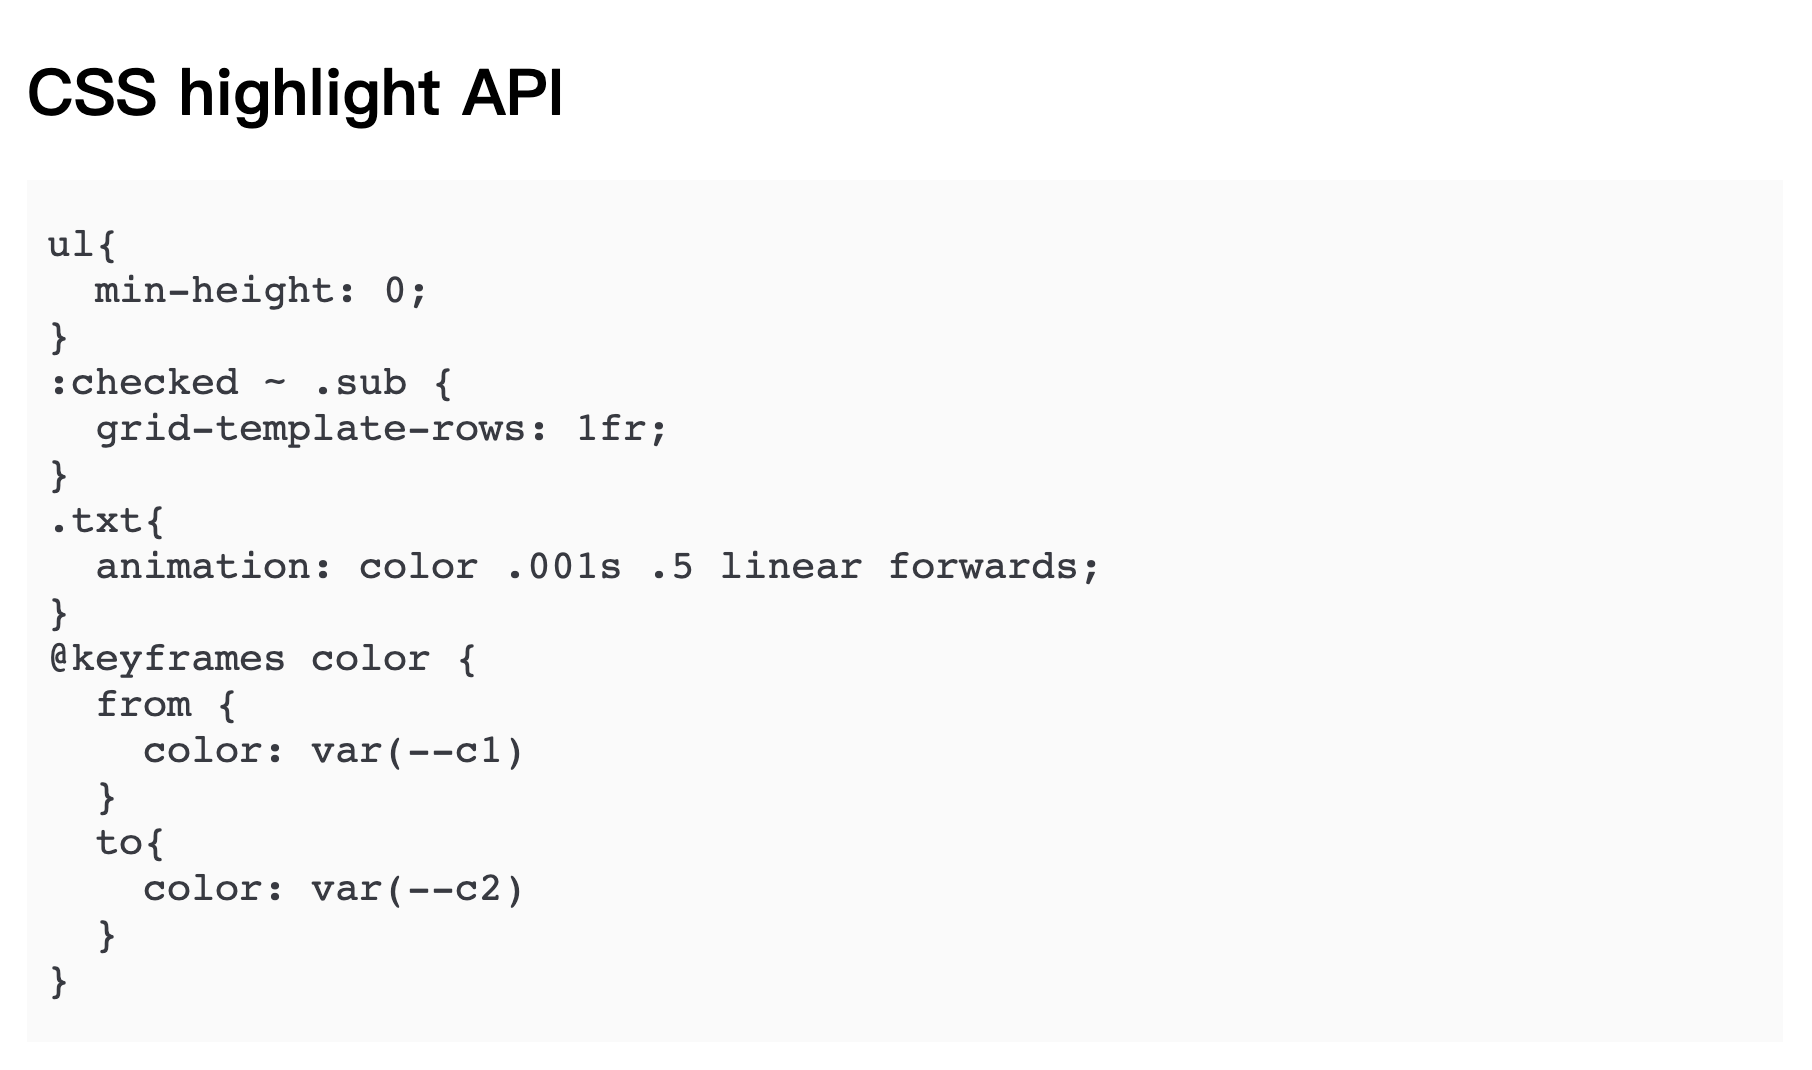 CSS highlight API
ul{
  min-height: 0;
}
:checked ~ .sub {
  grid-template-rows: 1fr;
}
.txt{
  animation: color .001s .5 linear forwards;
}
@keyframes color {
  from {
    color: var(--c1)
  }
  to{
    color: var(--c2)
  }
}